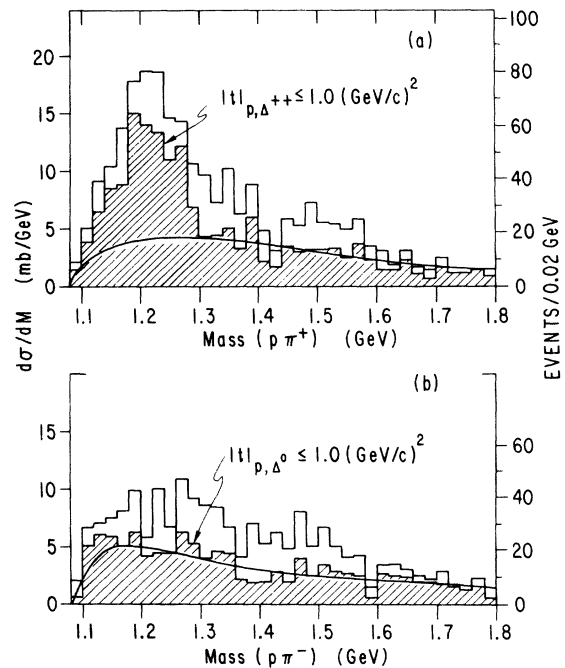 (a)
|t|p,Δ++ ≤ 1.0 (GeV/c)2
20
15
10
5
0
100
80
60
40
20
0
1.1 1.2 1.3 1.4 1.5 1.6 1.7 1.8
Mass (pπ+) (GeV)
dσ/dM (mb/GeV)
EVENTS/0.02 GeV
(b)
|t|p,Δo ≤ 1.0 (GeV/c)2
15
10
5
0
60
40
20
0
1.1 1.2 1.3 1.4 1.5 1.6 1.7 1.8
Mass (pπ−) (GeV)